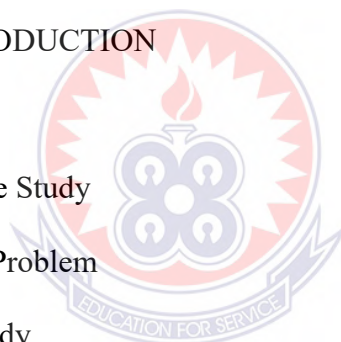 ODUCTION
e Study
Problem
EDUCATION FOR SERVICE
dy